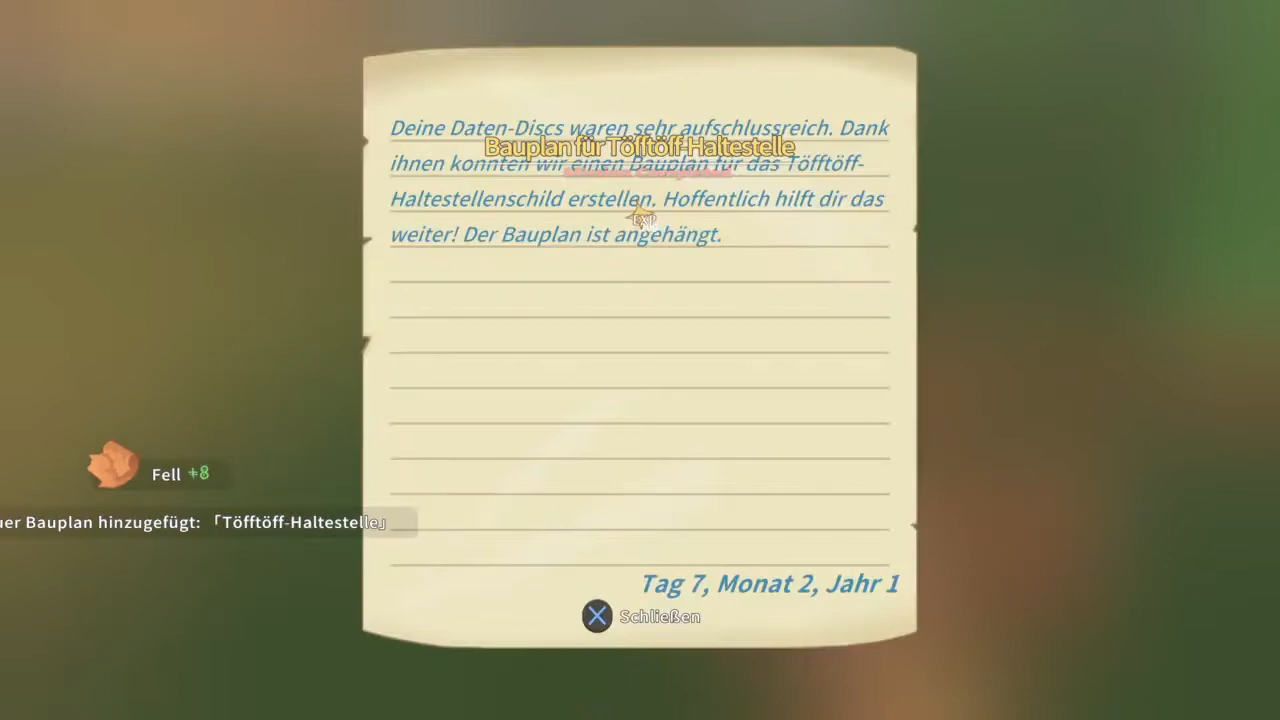 Deine Daten-Discs waren sehr aufschlussreich. Dank
Bauplan für Töfftöff-Haltestelle
ihnen konnten wir einen Bauplan für das Töfftöff-
Haltestellenschild erstellen. Hoffentlich hilft dir das
EXP
weiter! Der Bauplan ist angehängt.
Fell +8
uer Bauplan hinzugefügt: 「Töfftöff-Haltestelle」
Tag 7, Monat 2, Jahr 1
Schließen